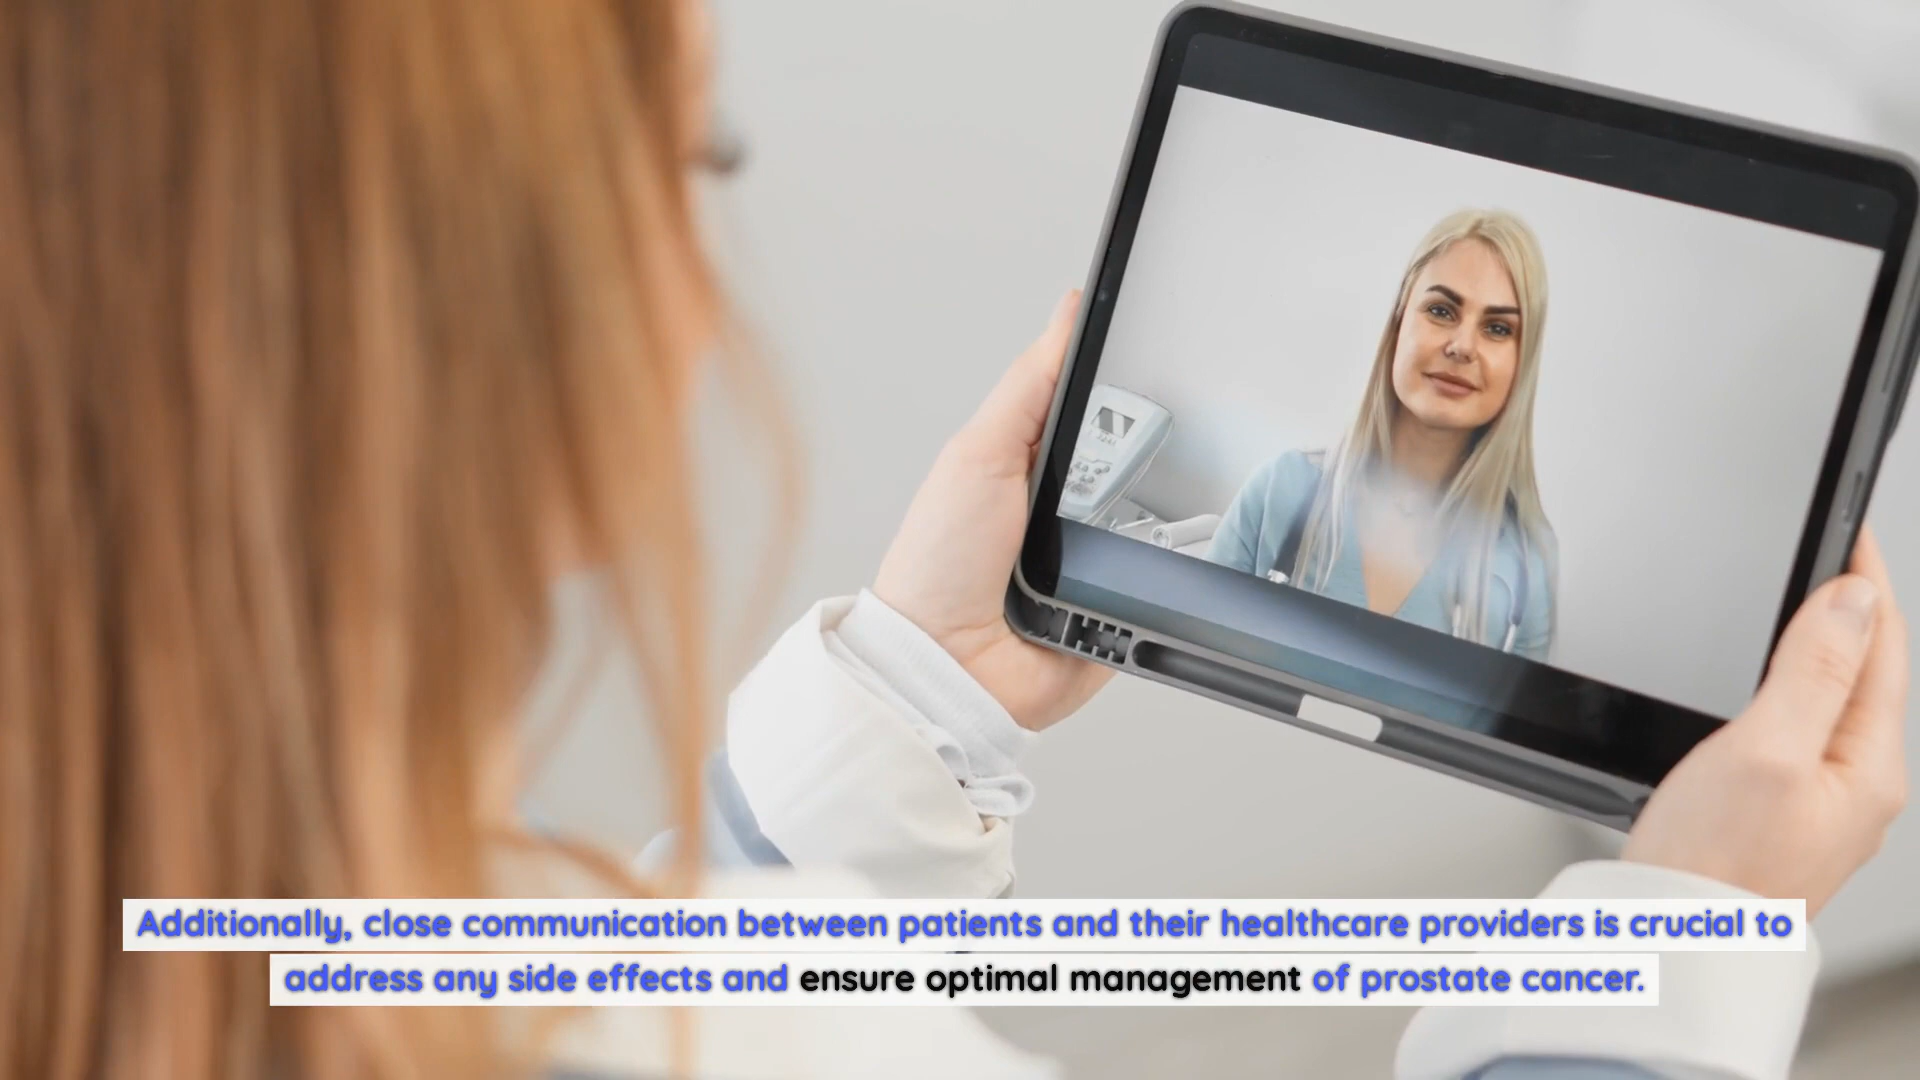 Additionally, close communication between patients and their healthcare providers is crucial to
address any side effects and ensure optimal management of prostate cancer.